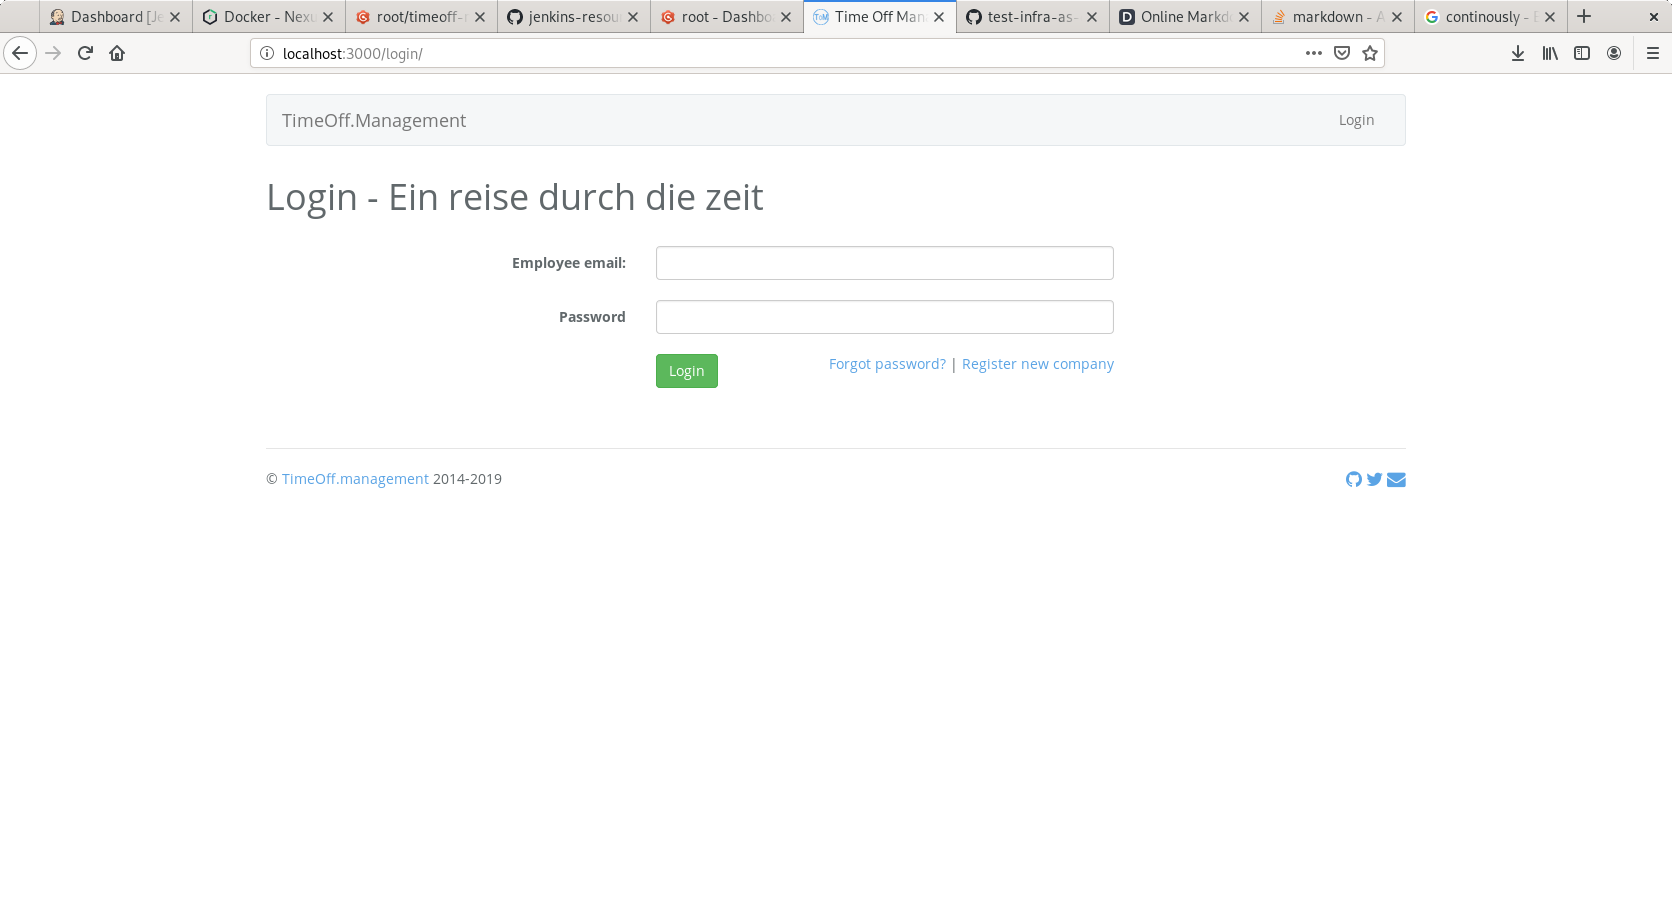 Dashboard [Je
Docker - Nexu
root/timeoff-
jenkins-resou
root - Dashbo
Time Off Man
test-infra-as-
Online Markd
markdown - A
continously - 
localhost:3000/login/
TimeOff.Management
Login
Login - Ein reise durch die zeit
Employee email:
Password
Login
Forgot password? | Register new company
© TimeOff.management 2014-2019